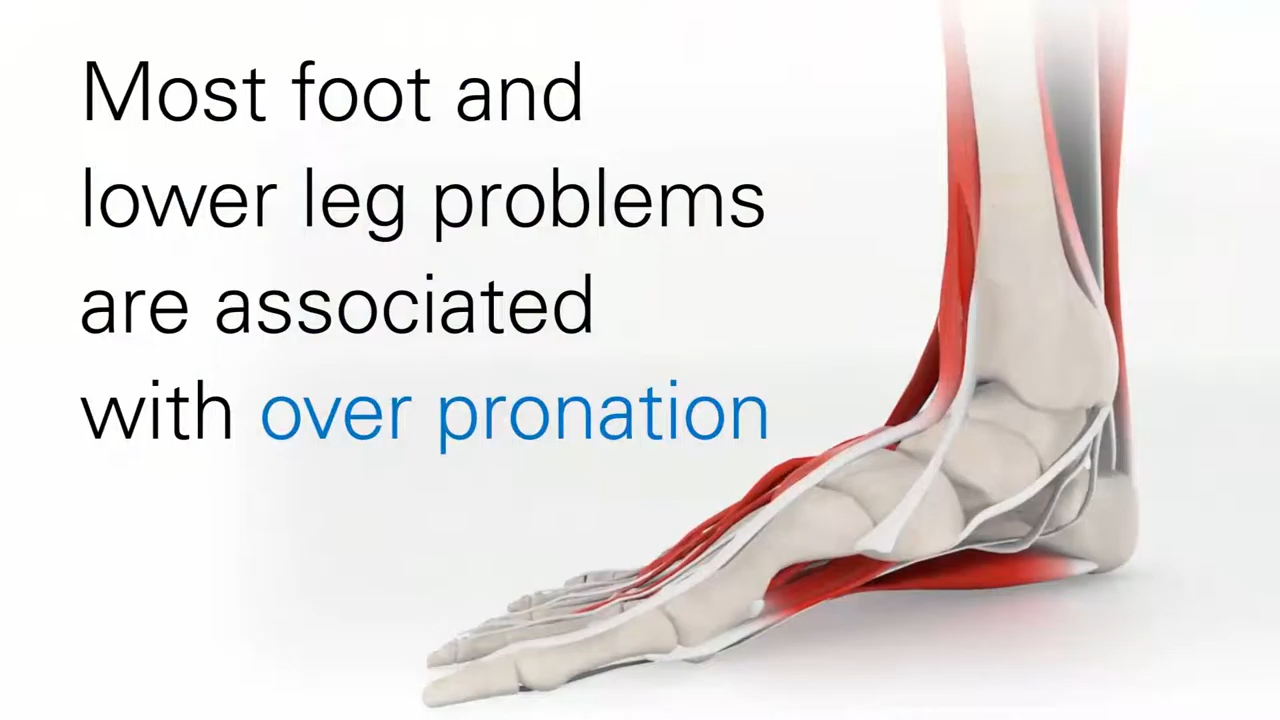 Most foot and
lower leg problems
are associated
with over pronation